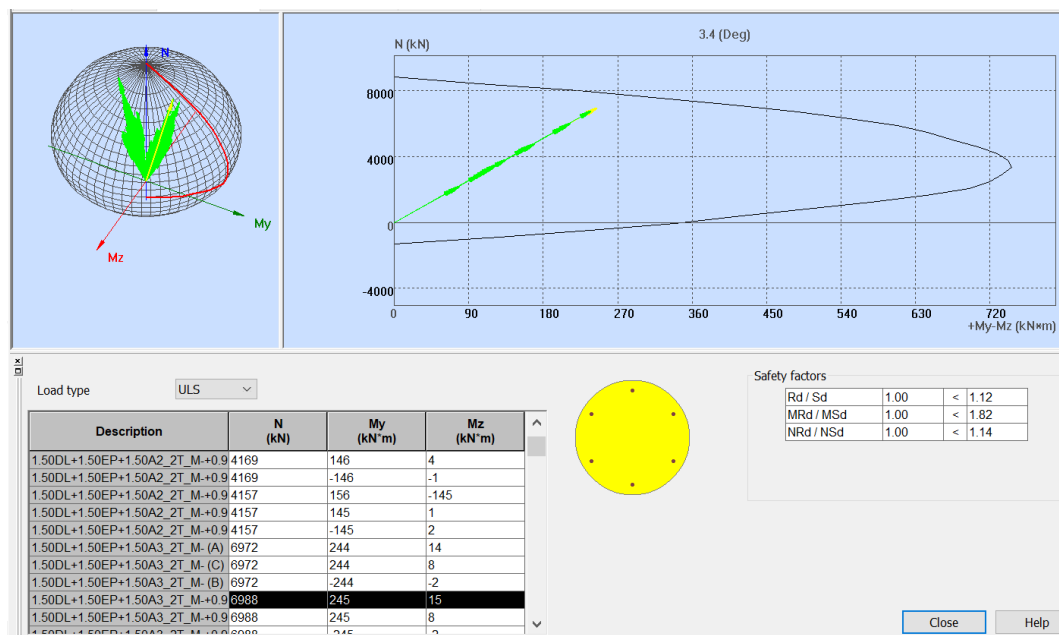 3.4 (Deg)
N (kN)
N
8000
4000
0
-4000
My
Mz
0 90 180 270 360 450 540 630 720
+My-Mz (kN*m)
Load type ULS
Safety factors
Rd / Sd 1.00 < 1.12
MRd / MSd 1.00 < 1.82
NRd / NSd 1.00 < 1.14
Description N (kN) My (kN*m) Mz (kN*m)
1.50DL+1.50EP+1.50A2_2T_M-+0.9 4169 146 4
1.50DL+1.50EP+1.50A2_2T_M-+0.9 4169 -146 -1
1.50DL+1.50EP+1.50A2_2T_M-+0.9 4157 156 -145
1.50DL+1.50EP+1.50A2_2T_M-+0.9 4157 145 1
1.50DL+1.50EP+1.50A2_2T_M-+0.9 4157 -145 2
1.50DL+1.50EP+1.50A3_2T_M- (A) 6972 244 14
1.50DL+1.50EP+1.50A3_2T_M- (C) 6972 244 8
1.50DL+1.50EP+1.50A3_2T_M- (B) 6972 -244 -2
1.50DL+1.50EP+1.50A3_2T_M-+0.9 6988 245 15
1.50DL+1.50EP+1.50A3_2T_M-+0.9 6988 245 8
Close Help